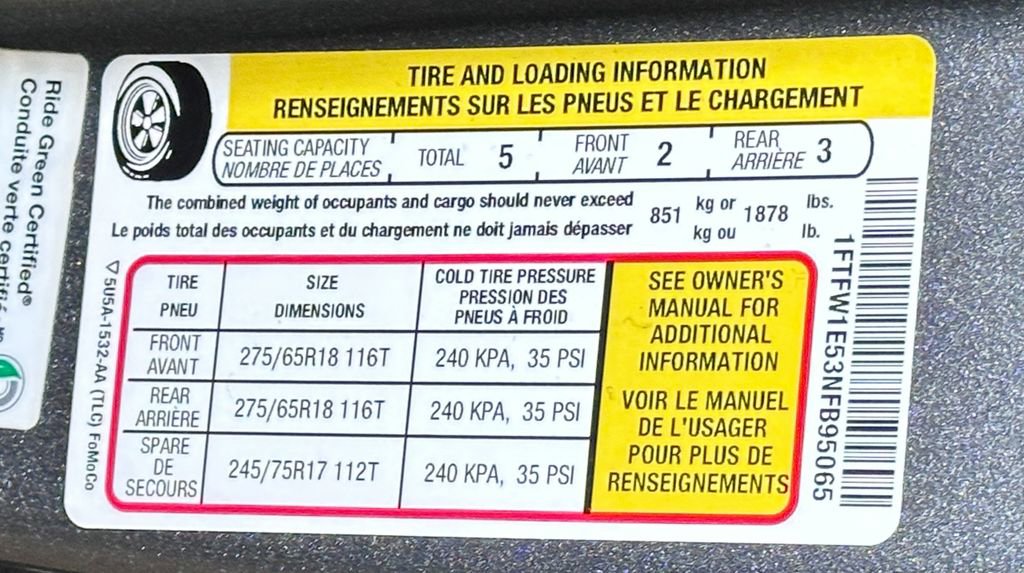 Ride Green Certified®
Conduite verte certifié MC
TIRE AND LOADING INFORMATION
RENSEIGNEMENTS SUR LES PNEUS ET LE CHARGEMENT
SEATING CAPACITY
NOMBRE DE PLACES
TOTAL 5
FRONT
AVANT 2
REAR
ARRIÈRE 3
The combined weight of occupants and cargo should never exceed
Le poids total des occupants et du chargement ne doit jamais dépasser
851 kg or 1878 lbs.
kg ou lb.
TIRE
PNEU
SIZE
DIMENSIONS
COLD TIRE PRESSURE
PRESSION DES
PNEUS À FROID
FRONT
AVANT
275/65R18 116T
240 KPA, 35 PSI
REAR
ARRIÈRE
275/65R18 116T
240 KPA, 35 PSI
SPARE
DE
SECOURS
245/75R17 112T
240 KPA, 35 PSI
SEE OWNER'S
MANUAL FOR
ADDITIONAL
INFORMATION
VOIR LE MANUEL
DE L'USAGER
POUR PLUS DE
RENSEIGNEMENTS
5U5A-1532-AA (TLC) FoMoCo
1FTFW1E53NFB95065